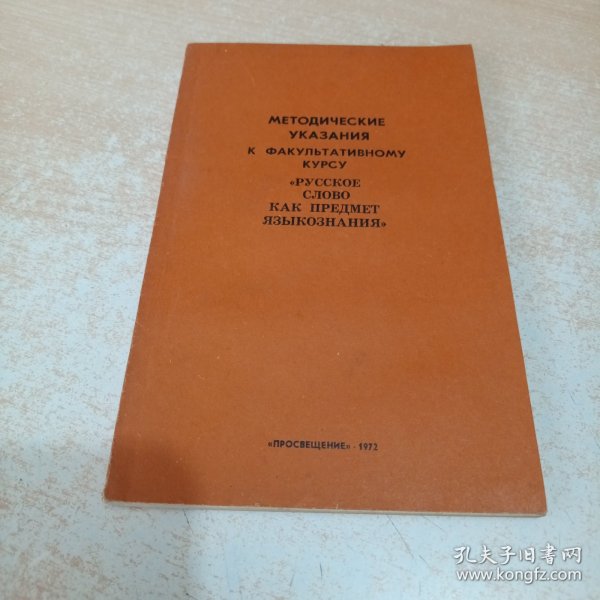 МЕТОДИЧЕСКИЕ
УКАЗАНИЯ
К ФАКУЛЬТАТИВНОМУ
КУРСУ
«РУССКОЕ
СЛОВО
КАК ПРЕДМЕТ
ЯЗЫКОЗНАНИЯ»
«ПРОСВЕЩЕНИЕ» · 1972
孔夫子旧书网
www.kongfz.com